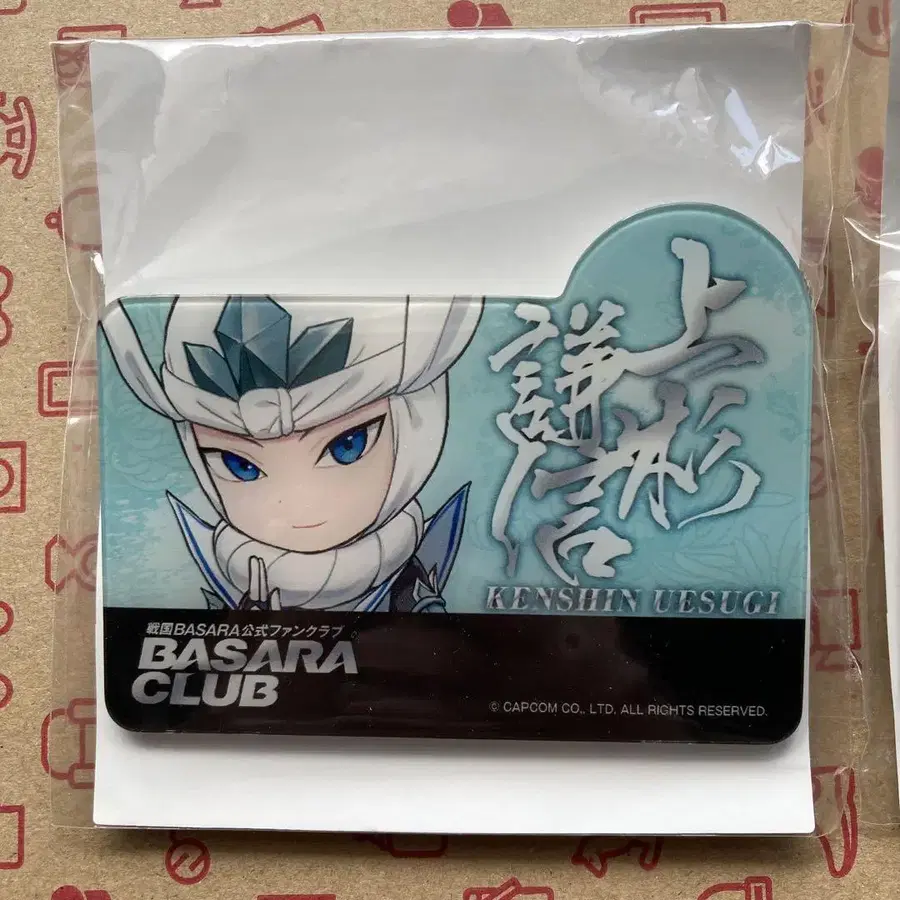 上杉
謙信
KENSHIN UESUGI
戦国BASARA公式ファンクラブ
BASARA
CLUB
© CAPCOM CO., LTD. ALL RIGHTS RESERVED.